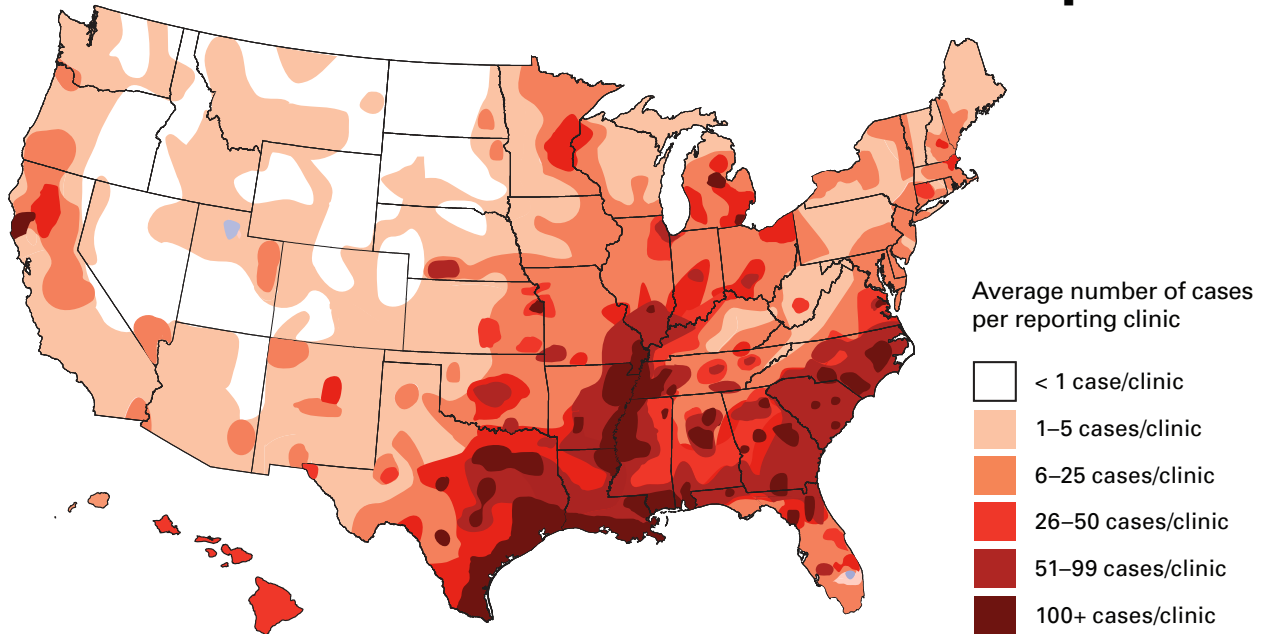 Average number of cases
per reporting clinic
< 1 case/clinic
1–5 cases/clinic
6–25 cases/clinic
26–50 cases/clinic
51–99 cases/clinic
100+ cases/clinic